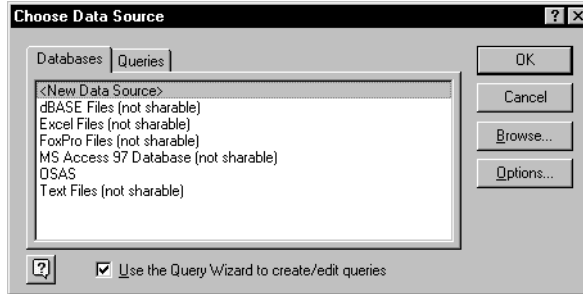 Choose Data Source
Databases Queries
<New Data Source>
dBASE Files (not sharable)
Excel Files (not sharable)
FoxPro Files (not sharable)
MS Access 97 Database (not sharable)
OSAS
Text Files (not sharable)
OK
Cancel
Browse...
Options...
Use the Query Wizard to create/edit queries